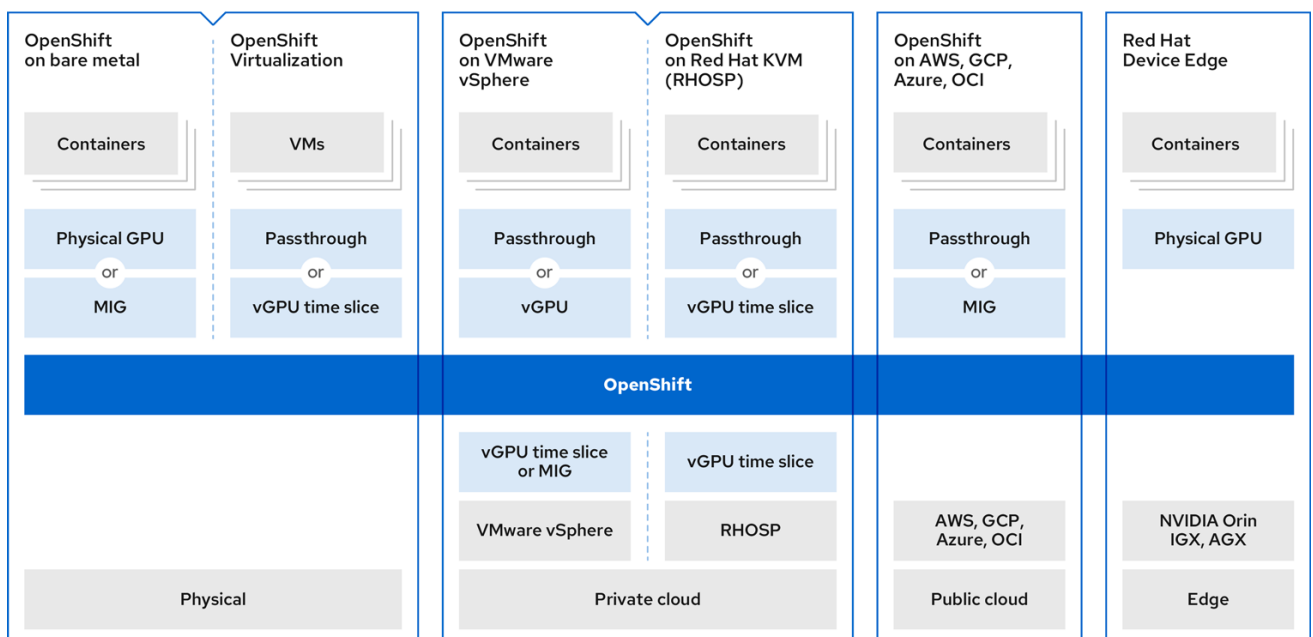 OpenShift
on bare metal
OpenShift
Virtualization
OpenShift
on VMware
vSphere
OpenShift
on Red Hat KVM
(RHOSP)
OpenShift
on AWS, GCP,
Azure, OCI
Red Hat
Device Edge
Containers
VMs
Containers
Containers
Containers
Containers
Physical GPU
Passthrough
Passthrough
Passthrough
Passthrough
Physical GPU
or
or
or
or
or
MIG
vGPU time slice
vGPU
vGPU time slice
MIG
OpenShift
vGPU time slice
or MIG
vGPU time slice
VMware vSphere
RHOSP
AWS, GCP,
Azure, OCI
NVIDIA Orin
IGX, AGX
Physical
Private cloud
Public cloud
Edge